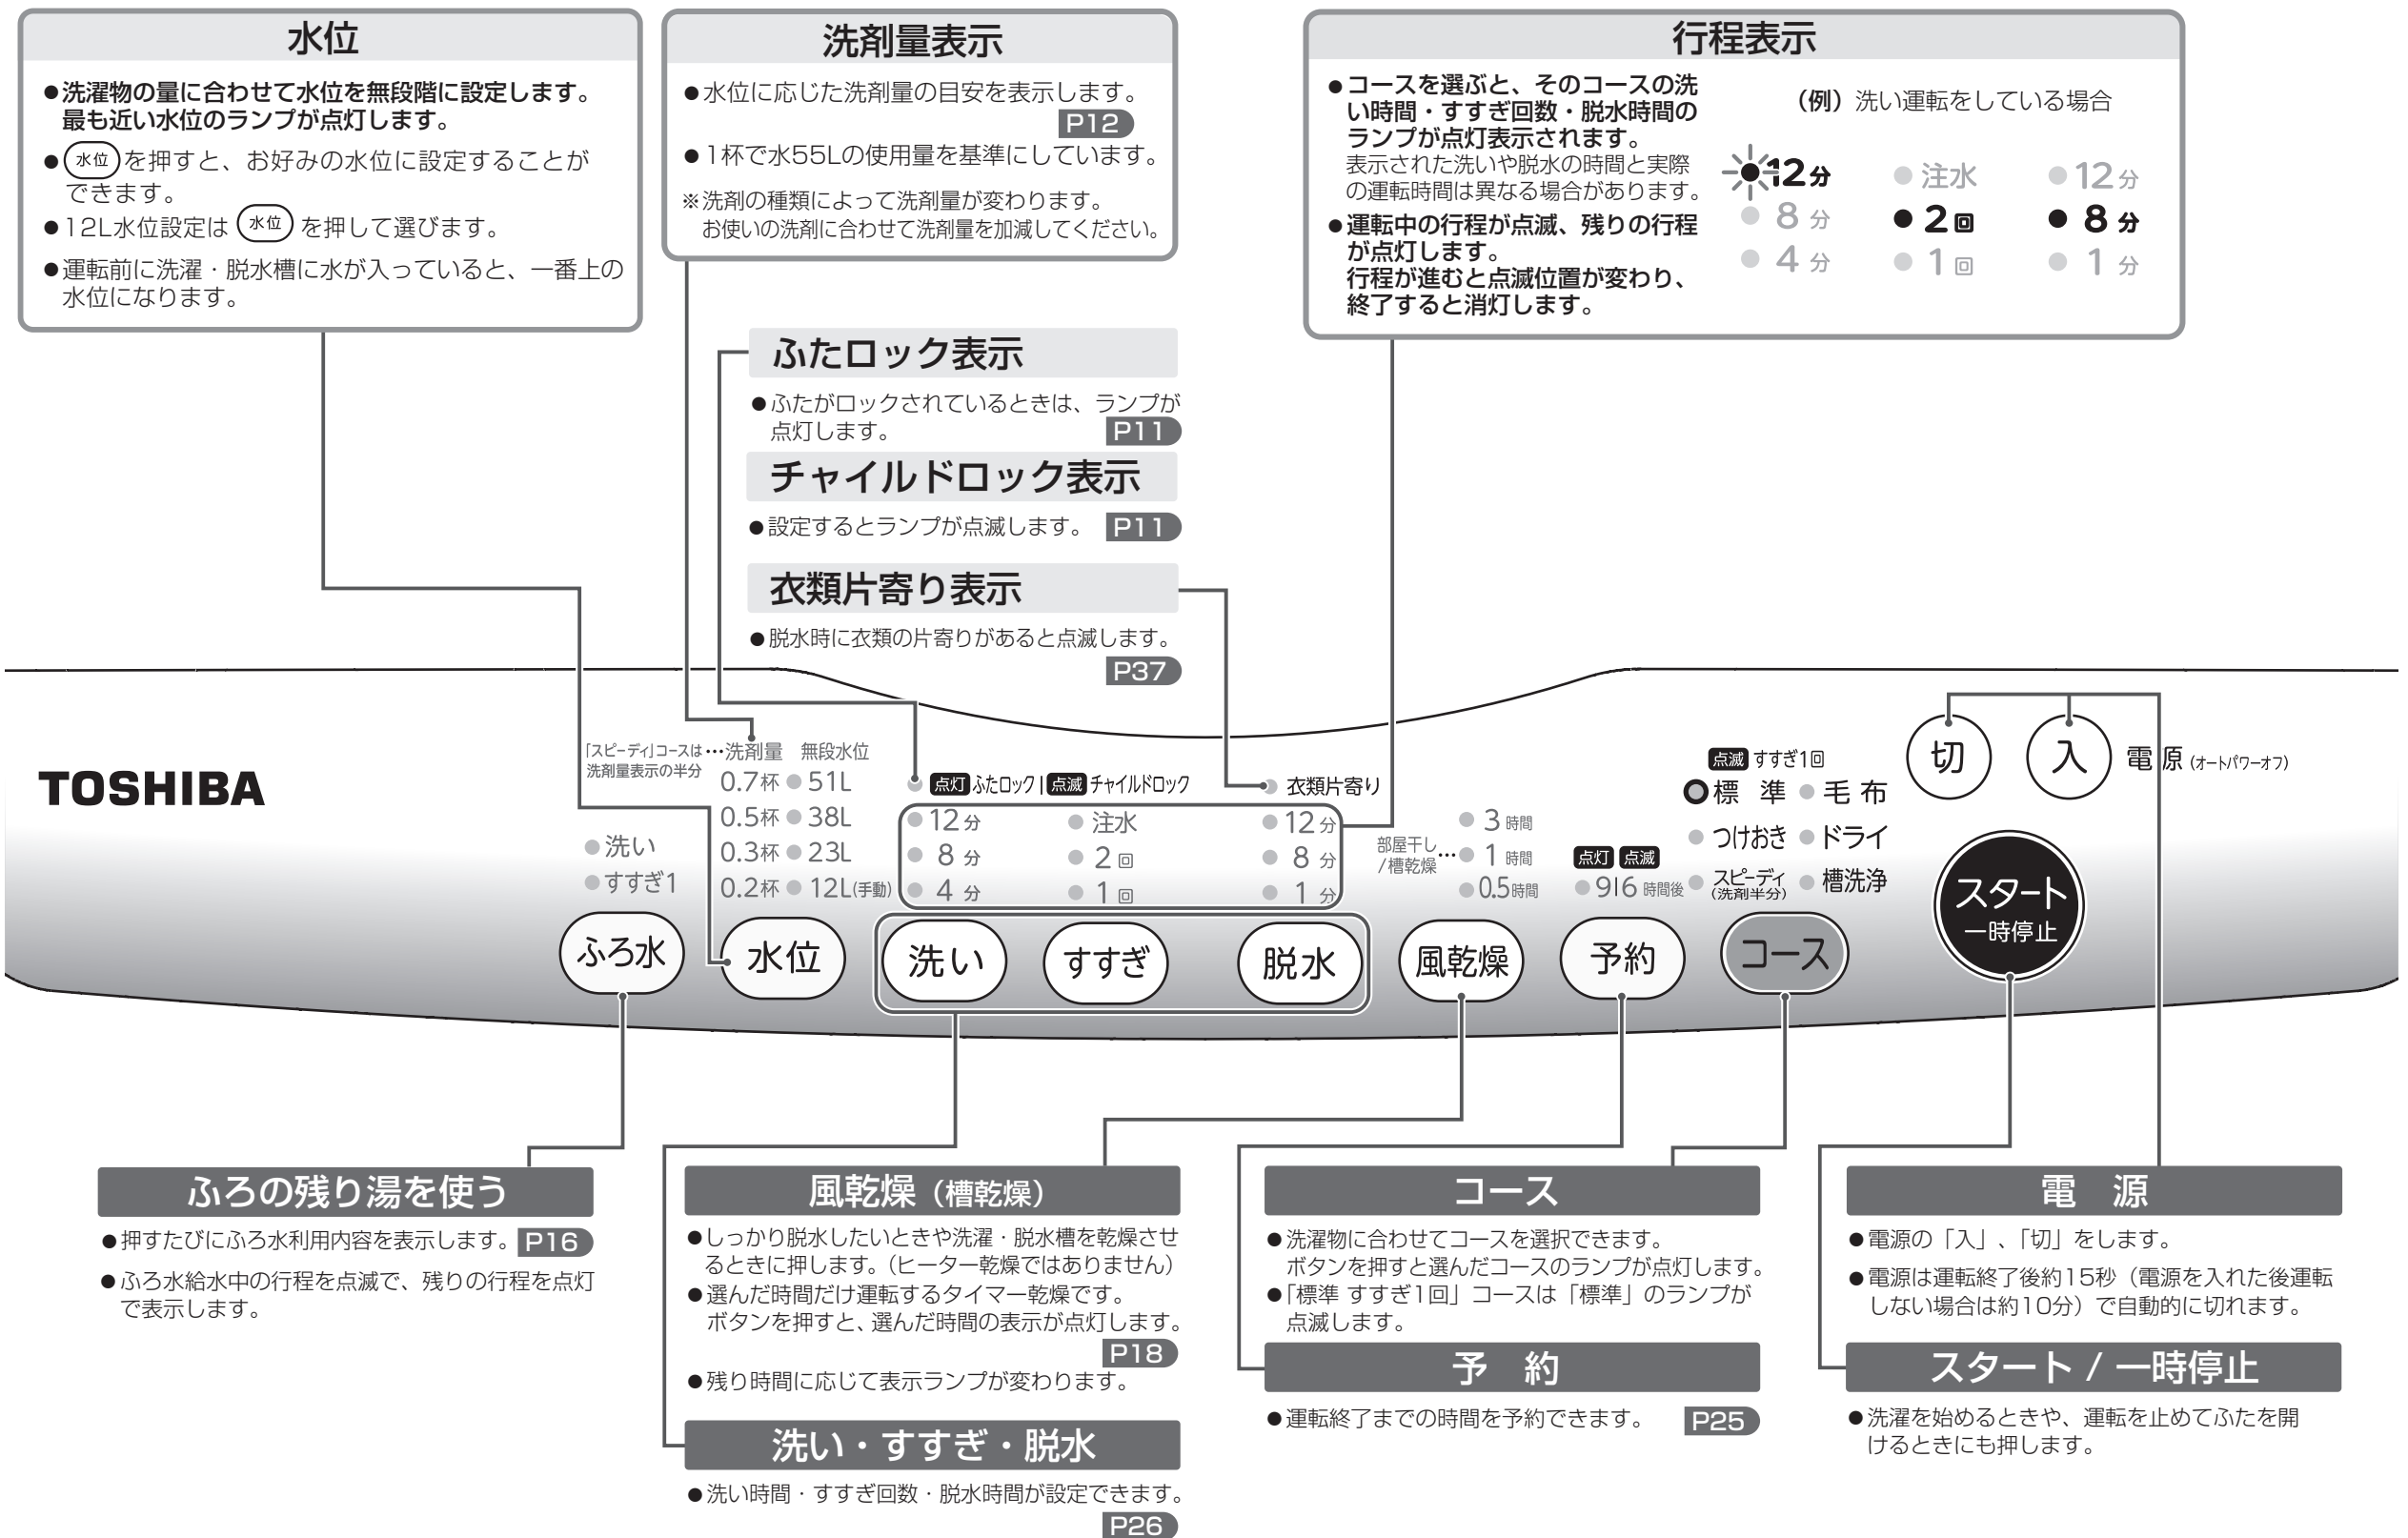 水位
●洗濯物の量に合わせて水位を無段階に設定します。
最も近い水位のランプが点灯します。
●水位を押すと、お好みの水位に設定することが
できます。
●12L水位設定は 水位 を押して選びます。
●運転前に洗濯・脱水槽に水が入っていると、一番上の
水位になります。
洗剤量表示
●水位に応じた洗剤量の目安を表示します。
P12
●1杯で水55Lの使用量を基準にしています。
※洗剤の種類によって洗剤量が変わります。
お使いの洗剤に合わせて洗剤量を加減してください。
行程表示
●コースを選ぶと、そのコースの洗
い時間・すすぎ回数・脱水時間の
ランプが点灯表示されます。
表示された洗いや脱水の時間と実際
の運転時間は異なる場合があります。
●運転中の行程が点滅、残りの行程
が点灯します。
行程が進むと点滅位置が変わり、
終了すると消灯します。
(例)洗い運転をしている場合
12分 注水 12分
8分 2回 8分
4分 1回 1分
ふたロック表示
●ふたがロックされているときは、ランプが
点灯します。 P11
チャイルドロック表示
●設定するとランプが点滅します。 P11
衣類片寄り表示
●脱水時に衣類の片寄りがあると点滅します。
P37
TOSHIBA
「スピーディ」コースは…洗剤量 無段水位
洗剤量表示の半分
0.7杯 51L
0.5杯 38L
0.3杯 23L
0.2杯 12L(手動)
洗い
すすぎ1
点灯 ふたロック | 点滅 チャイルドロック
衣類片寄り
12分 注水 12分
8分 2回 8分
4分 1回 1分
部屋干し
/槽乾燥…
3時間
1時間
0.5時間
点灯 点滅
9|6 時間後
点滅 すすぎ1回
標準 毛布
つけおき ドライ
スピーディ 槽洗浄
(洗剤半分)
切 入 電源(オートパワーオフ)
スタート
一時停止
ふろ水 水位 洗い すすぎ 脱水 風乾燥 予約 コース
ふろの残り湯を使う
●押すたびにふろ水利用内容を表示します。 P16
●ふろ水給水中の行程を点滅で、残りの行程を点灯
で表示します。
風乾燥(槽乾燥)
●しっかり脱水したいときや洗濯・脱水槽を乾燥させ
るときに押します。(ヒーター乾燥ではありません)
●選んだ時間だけ運転するタイマー乾燥です。
ボタンを押すと、選んだ時間の表示が点灯します。
P18
●残り時間に応じて表示ランプが変わります。
洗い・すすぎ・脱水
●洗い時間・すすぎ回数・脱水時間が設定できます。
P26
コース
●洗濯物に合わせてコースを選択できます。
ボタンを押すと選んだコースのランプが点灯します。
●「標準 すすぎ1回」コースは「標準」のランプが
点滅します。
予 約
●運転終了までの時間を予約できます。 P25
電 源
●電源の「入」、「切」をします。
●電源は運転終了後約15秒(電源を入れた後運転
しない場合は約10分)で自動的に切れます。
スタート / 一時停止
●洗濯を始めるときや、運転を止めてふたを開
けるときにも押します。